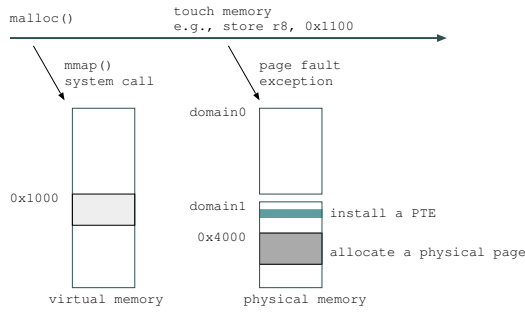 malloc()
touch memory
e.g., store r8, 0x1100
mmap()
system call
page fault
exception
domain0
0x1000
domain1
install a PTE
0x4000
allocate a physical page
virtual memory
physical memory